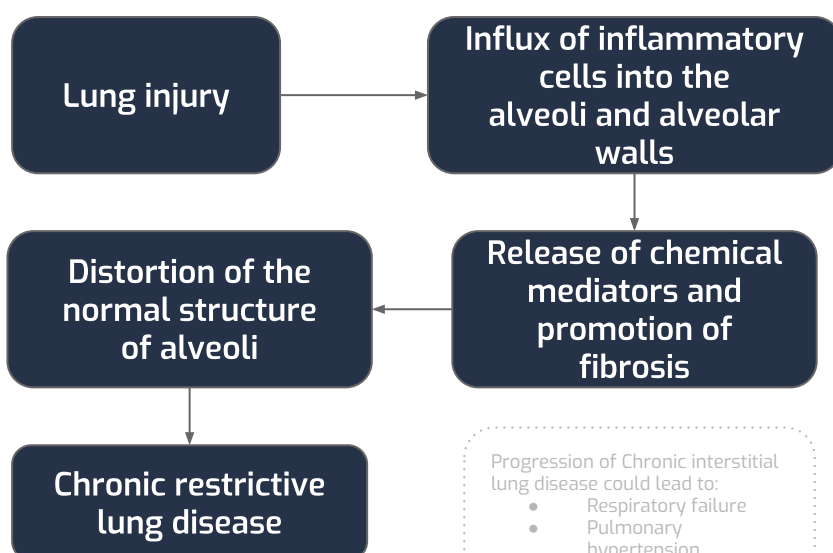 Lung injury
Influx of inflammatory
cells into the
alveoli and alveolar
walls
Release of chemical
mediators and
promotion of
fibrosis
Distortion of the
normal structure
of alveoli
Chronic restrictive
lung disease
Progression of Chronic interstitial
lung disease could lead to:
● Respiratory failure
● Pulmonary
hypertension